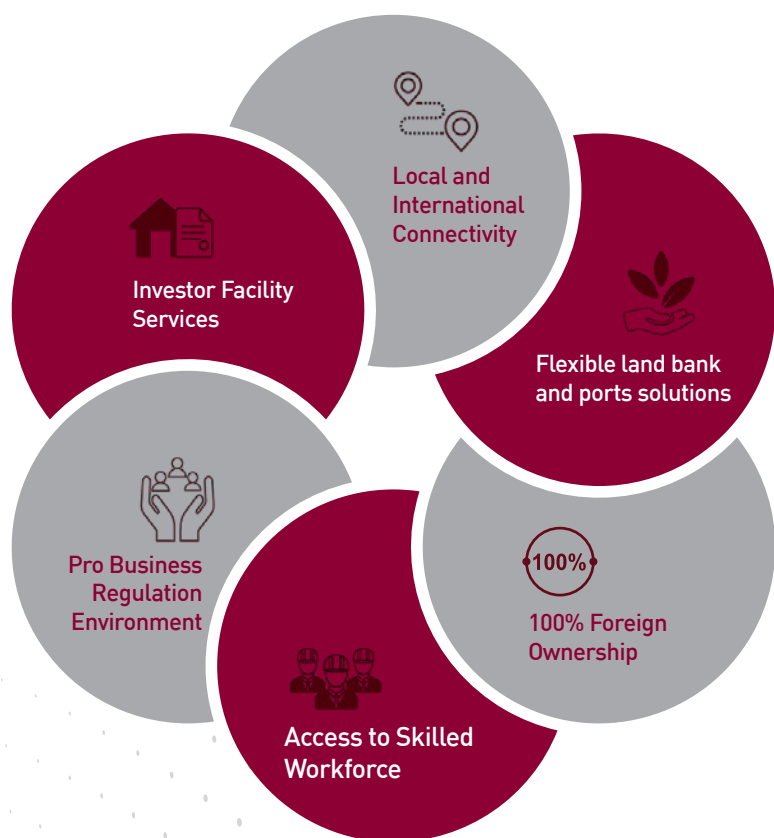 Local and
International
Connectivity
Investor Facility
Services
Flexible land bank
and ports solutions
Pro Business
Regulation
Environment
100%
100% Foreign
Ownership
Access to Skilled
Workforce